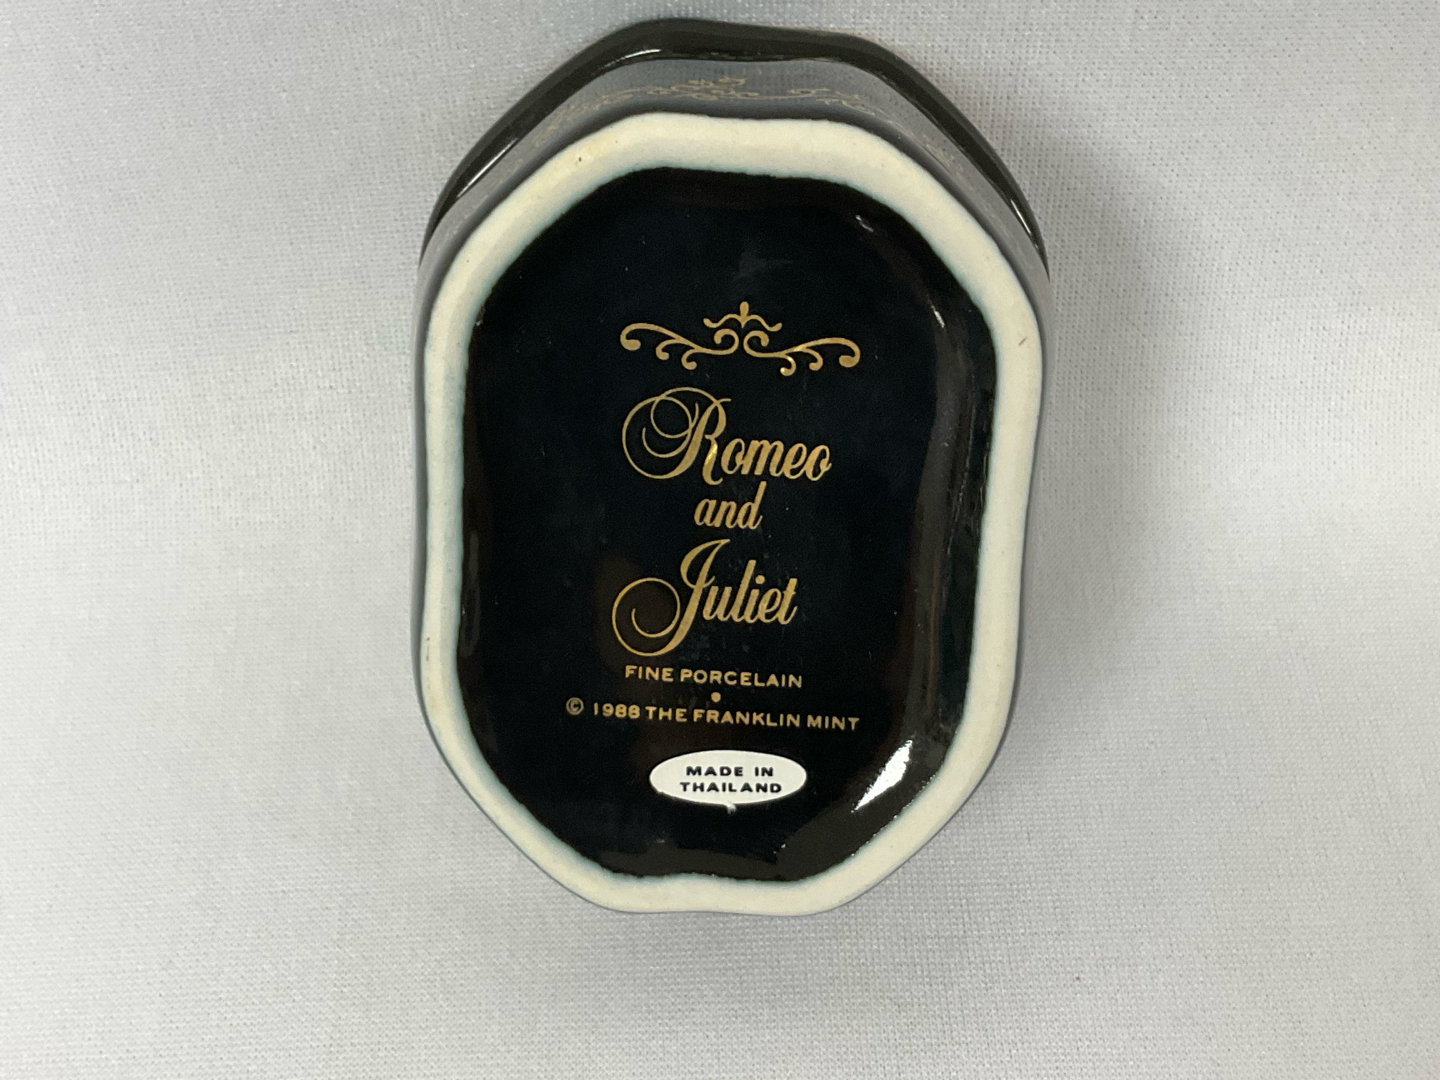 Romeo
and
Juliet
FINE PORCELAIN
•
© 1988 THE FRANKLIN MINT
MADE IN
THAILAND